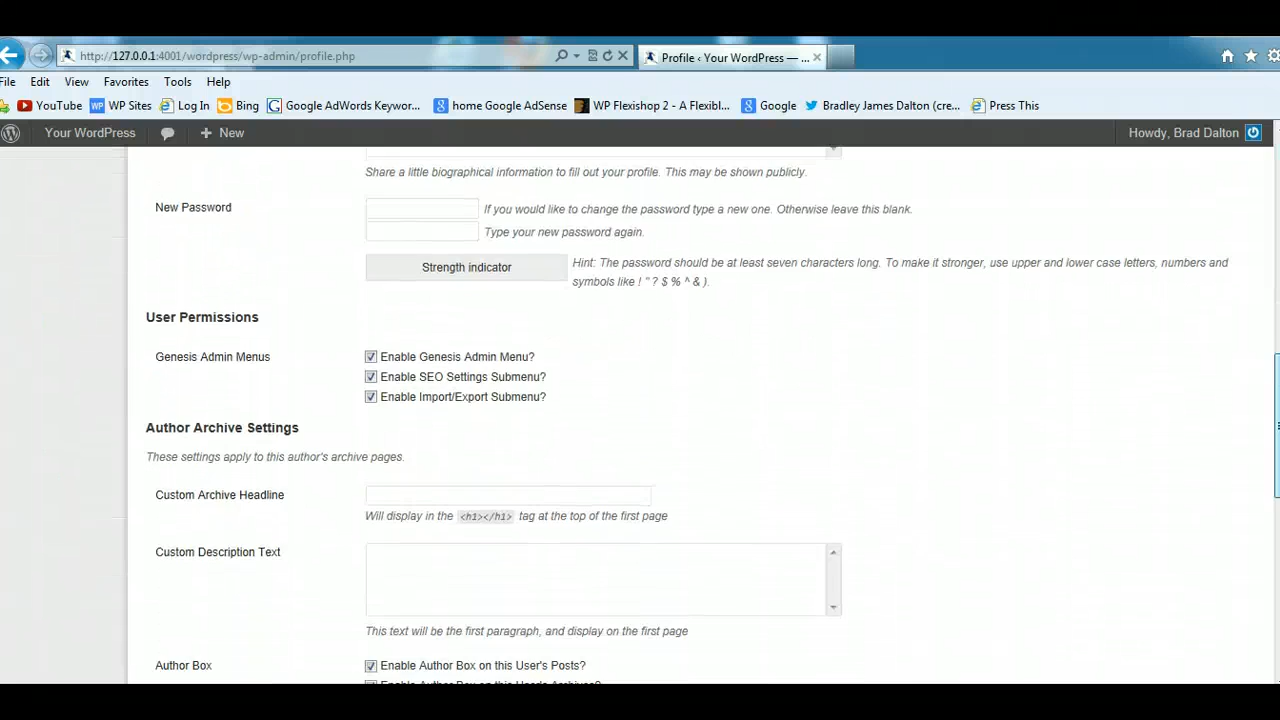 http://127.0.0.1:4001/wordpress/wp-admin/profile.php
Profile ‹ Your WordPress — ...
File Edit View Favorites Tools Help
YouTube WP Sites Log In Bing Google AdWords Keywor... home Google AdSense WP Flexishop 2 - A Flexibl... Google Bradley James Dalton (cre... Press This
Your WordPress + New Howdy, Brad Dalton
Share a little biographical information to fill out your profile. This may be shown publicly.
New Password
If you would like to change the password type a new one. Otherwise leave this blank.
Type your new password again.
Strength indicator
Hint: The password should be at least seven characters long. To make it stronger, use upper and lower case letters, numbers and
symbols like ! " ? $ % ^ & ).
User Permissions
Genesis Admin Menus
Enable Genesis Admin Menu?
Enable SEO Settings Submenu?
Enable Import/Export Submenu?
Author Archive Settings
These settings apply to this author's archive pages.
Custom Archive Headline
Will display in the <h1></h1> tag at the top of the first page
Custom Description Text
This text will be the first paragraph, and display on the first page
Author Box
Enable Author Box on this User's Posts?
Enable Author Box on this User's Archives?